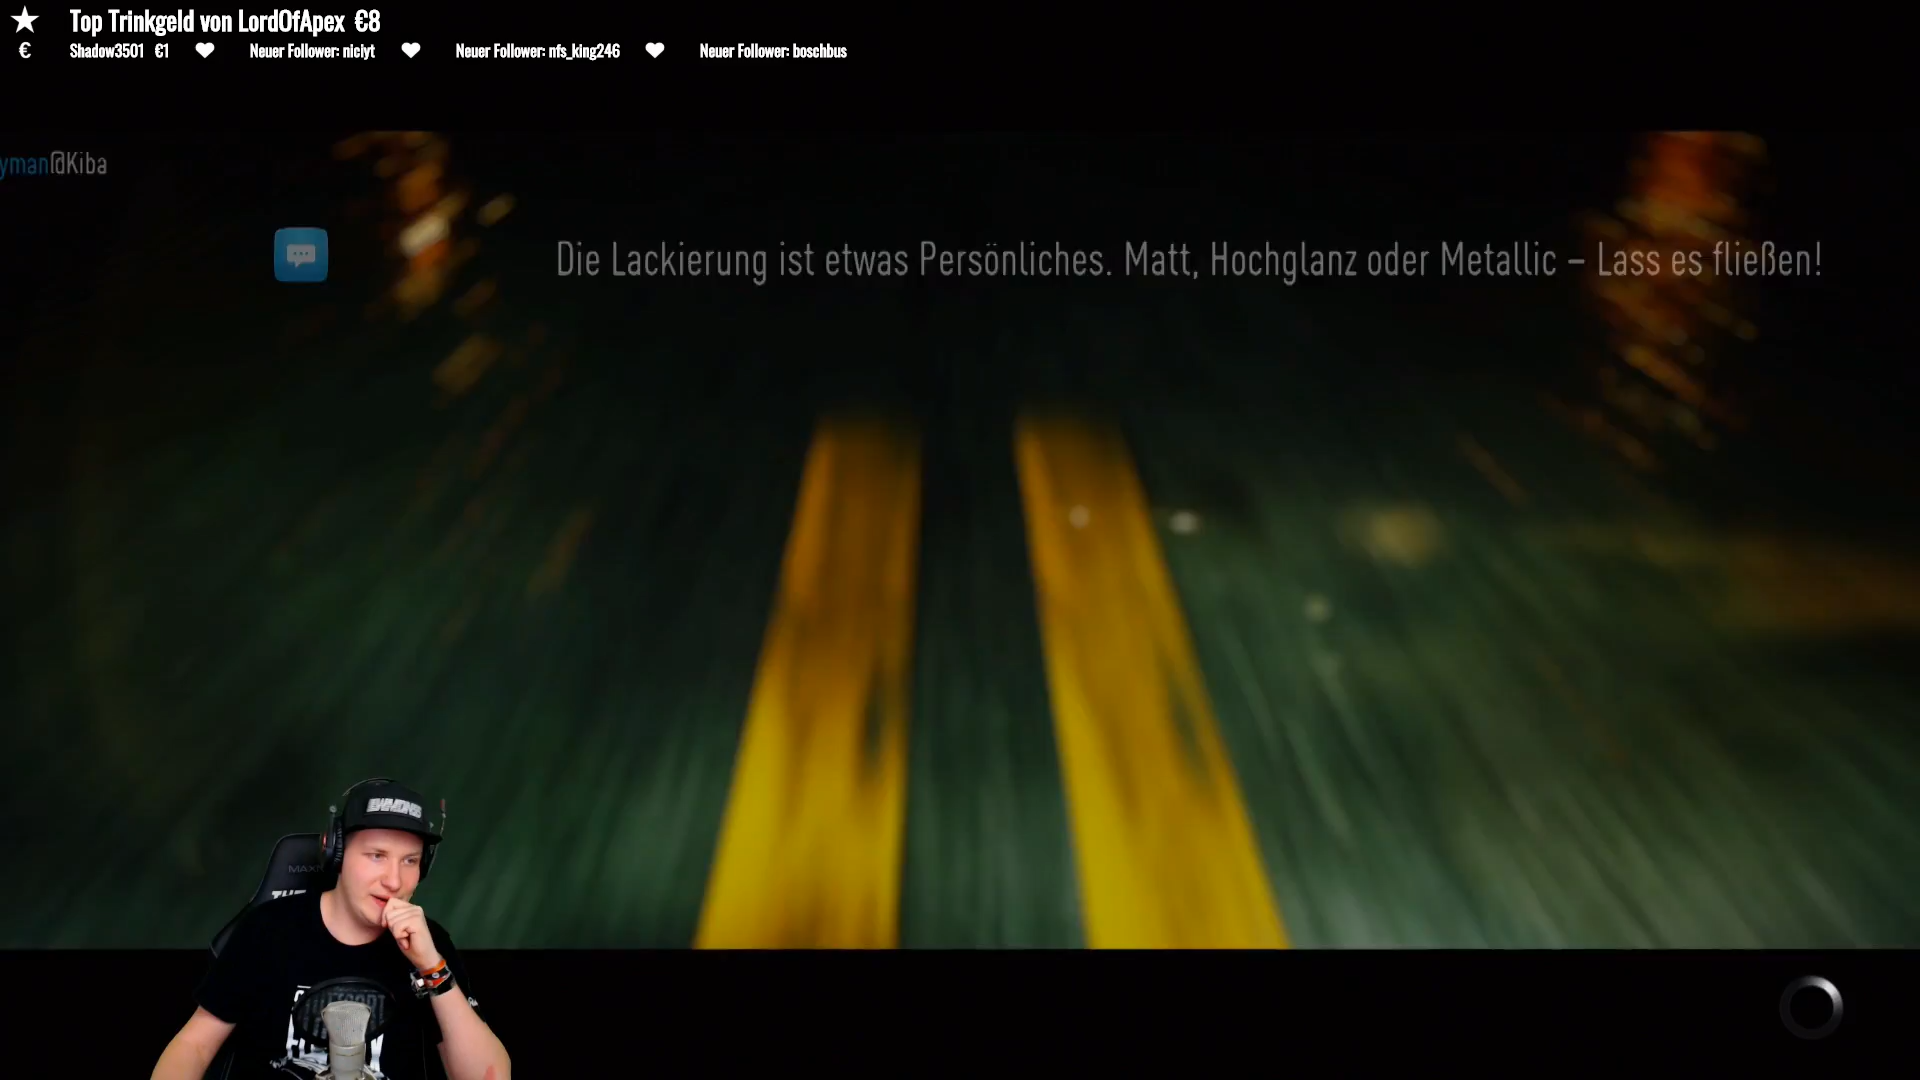 Top Trinkgeld von LordOfApex €8
€ Shadow3501 €1 Neuer Follower: niclyt Neuer Follower: nfs_king246 Neuer Follower: boschbus
yman@Kiba
Die Lackierung ist etwas Persönliches. Matt, Hochglanz oder Metallic – Lass es fließen!